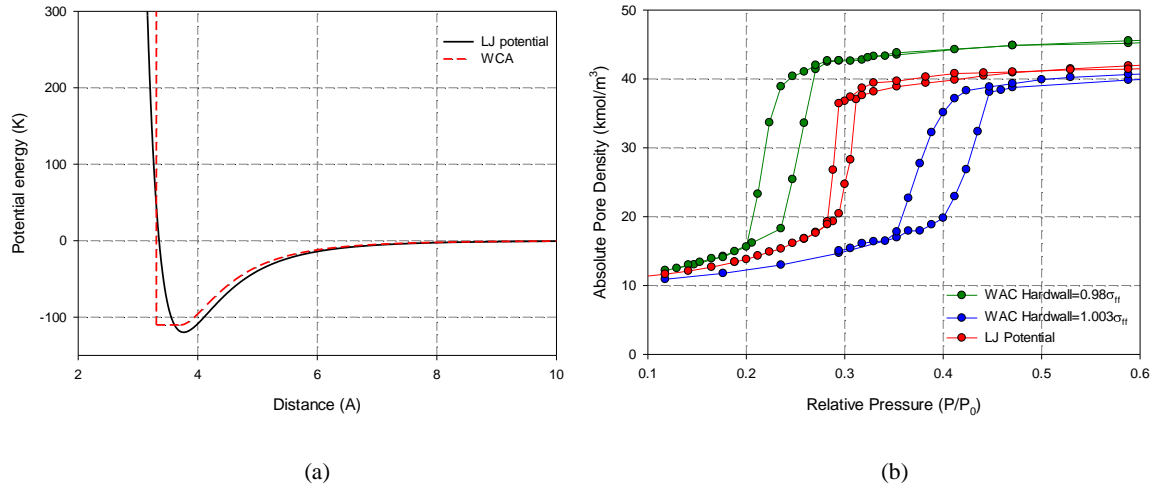 300
200
100
0
-100
2
4
6
8
10
Potential energy (K)
Distance (A)
LJ potential
WCA
(a)
50
40
30
20
10
0
0.1
0.2
0.3
0.4
0.5
0.6
Absolute Pore Density (kmol/m³)
Relative Pressure (P/P₀)
WAC Hardwall=0.98σff
WAC Hardwall=1.003σff
LJ Potential
(b)